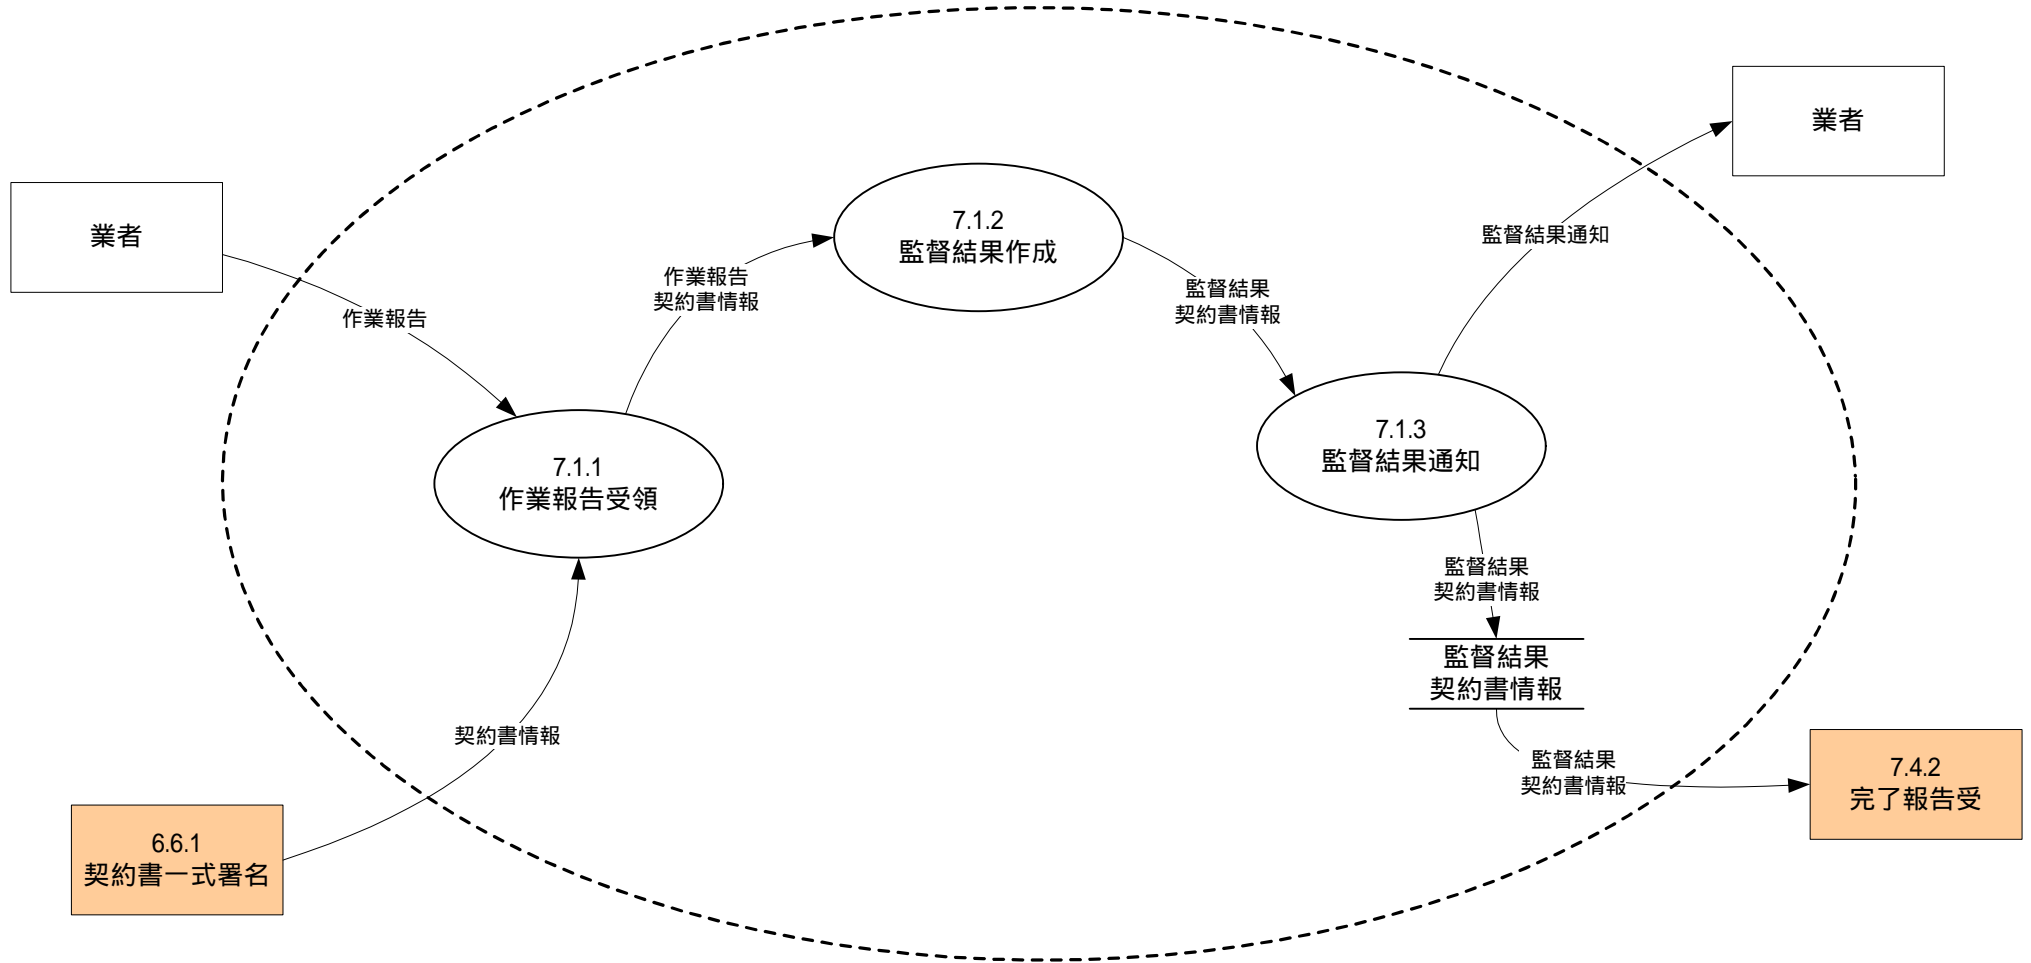 業者
業者
7.1.2
監督結果作成
監督結果通知
作業報告
契約書情報
監督結果
契約書情報
作業報告
7.1.3
監督結果通知
7.1.1
作業報告受領
監督結果
契約書情報
監督結果
契約書情報
契約書情報
監督結果
契約書情報
7.4.2
完了報告受
6.6.1
契約書一式署名